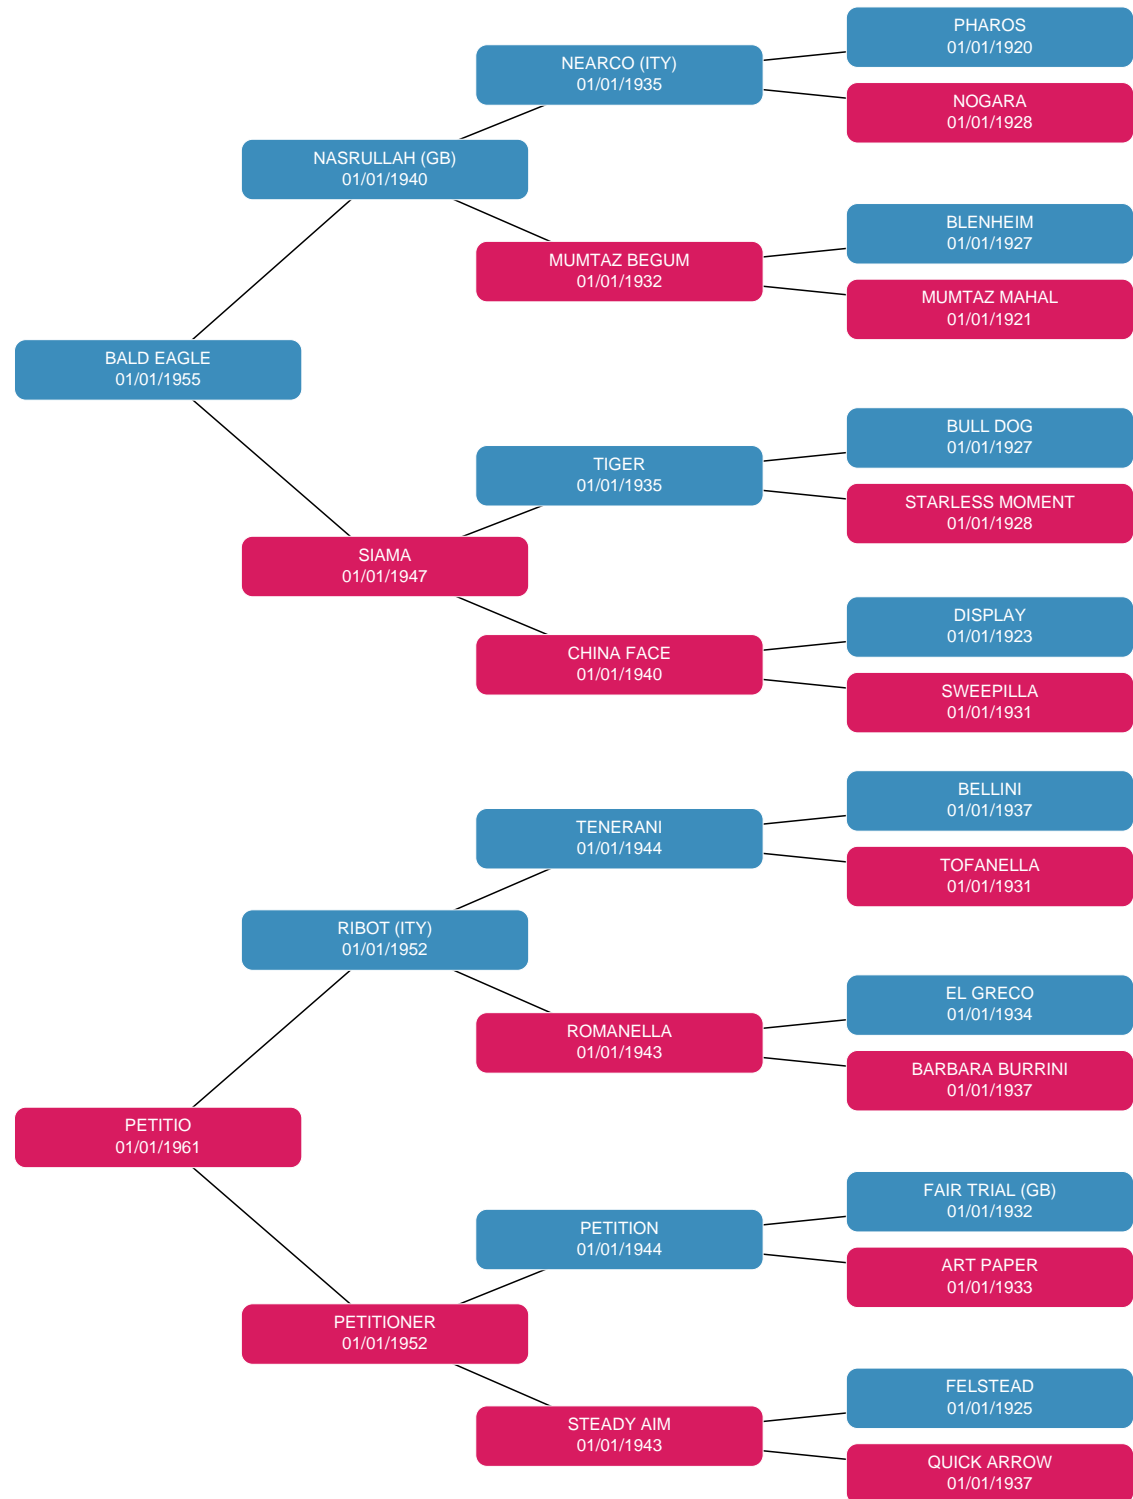 PHAROS
01/01/1920
NEARCO (ITY)
01/01/1935
NOGARA
01/01/1928
NASRULLAH (GB)
01/01/1940
BLENHEIM
01/01/1927
MUMTAZ BEGUM
01/01/1932
MUMTAZ MAHAL
01/01/1921
BALD EAGLE
01/01/1955
BULL DOG
01/01/1927
TIGER
01/01/1935
STARLESS MOMENT
01/01/1928
SIAMA
01/01/1947
DISPLAY
01/01/1923
CHINA FACE
01/01/1940
SWEEPILLA
01/01/1931
BELLINI
01/01/1937
TENERANI
01/01/1944
TOFANELLA
01/01/1931
RIBOT (ITY)
01/01/1952
EL GRECO
01/01/1934
ROMANELLA
01/01/1943
BARBARA BURRINI
01/01/1937
PETITIO
01/01/1961
FAIR TRIAL (GB)
01/01/1932
PETITION
01/01/1944
ART PAPER
01/01/1933
PETITIONER
01/01/1952
FELSTEAD
01/01/1925
STEADY AIM
01/01/1943
QUICK ARROW
01/01/1937